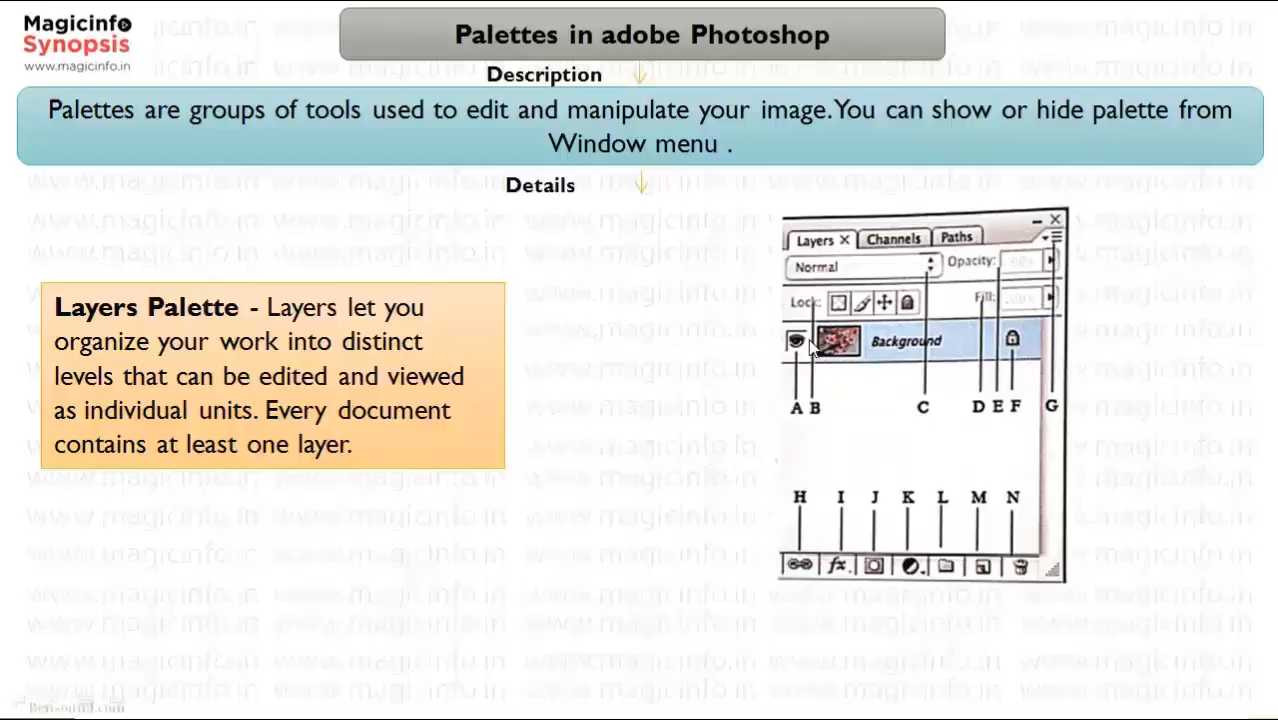 Magicinfo
Synopsis
www.magicinfo.in
Palettes in adobe Photoshop
Description
Palettes are groups of tools used to edit and manipulate your image. You can show or hide palette from
Window menu .
Details
Layers Palette - Layers let you
organize your work into distinct
levels that can be edited and viewed
as individual units. Every document
contains at least one layer.
Layers Channels Paths
Normal Opacity:
Lock: Fill:
Background
A B C D E F G
H I J K L M N
Bensound.com